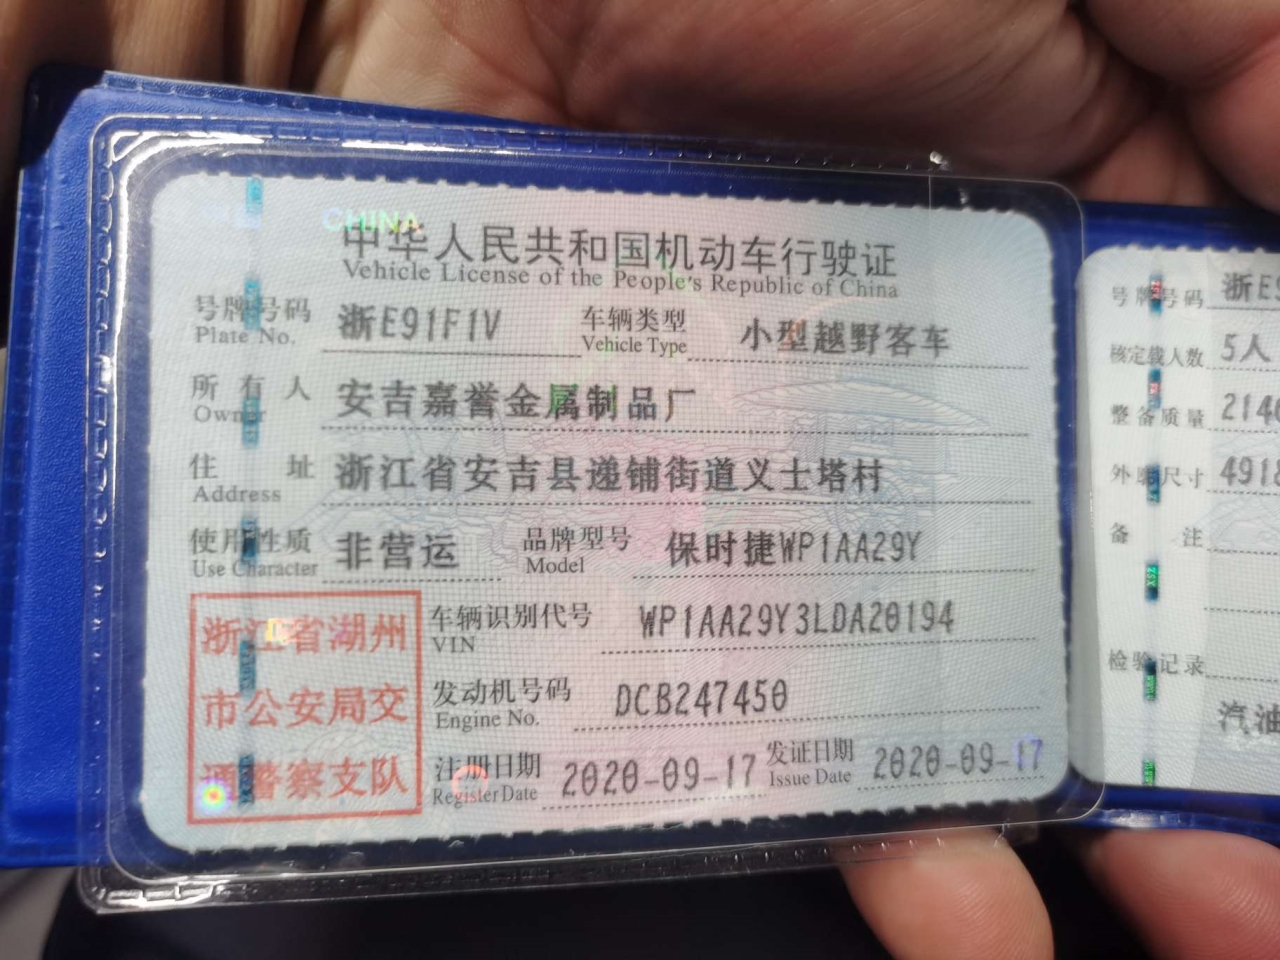 CHINA
中华人民共和国机动车行驶证
Vehicle License of the People's Republic of China
号牌号码 浙E91F1V 车辆类型 小型越野客车
Plate No. Vehicle Type
所有人 安吉嘉誉金属制品厂
Owner
住址 浙江省安吉县递铺街道义士塔村
Address
使用性质 非营运 品牌型号 保时捷WP1AA29Y
Use Character Model
浙江省湖州
市公安局交
通警察支队
车辆识别代号 WP1AA29Y3LDA20194
VIN
发动机号码 DCB247450
Engine No.
注册日期 2020-09-17 发证日期 2020-09-17
Register Date Issue Date
号牌号码 浙E9
核定载人数 5人
整备质量 214
外廓尺寸 491
备注
检验记录
汽油